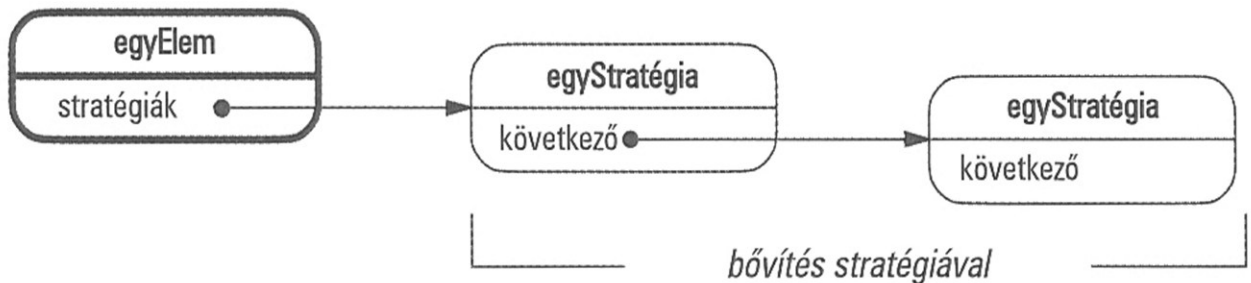 egyElem
stratégiák
egyStratégia
következő
egyStratégia
következő
bővítés stratégiával